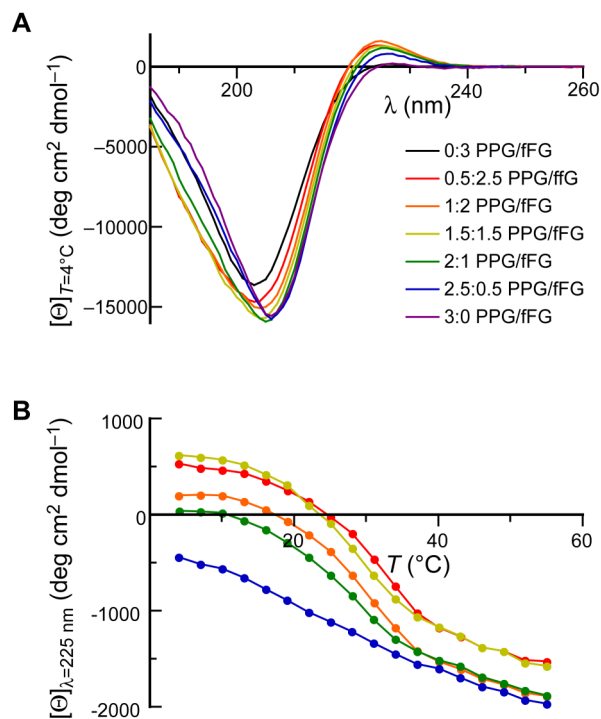 A
0
200
λ (nm)
240
260
−5000
−10000
−15000
[Θ]T=4°C (deg cm2 dmol−1)
0:3 PPG/fFG
0.5:2.5 PPG/ffG
1:2 PPG/fFG
1.5:1.5 PPG/fFG
2:1 PPG/fFG
2.5:0.5 PPG/fFG
3:0 PPG/fFG
B
1000
0
20
T (°C)
40
60
-1000
-2000
[Θ]λ=225 nm (deg cm2 dmol−1)